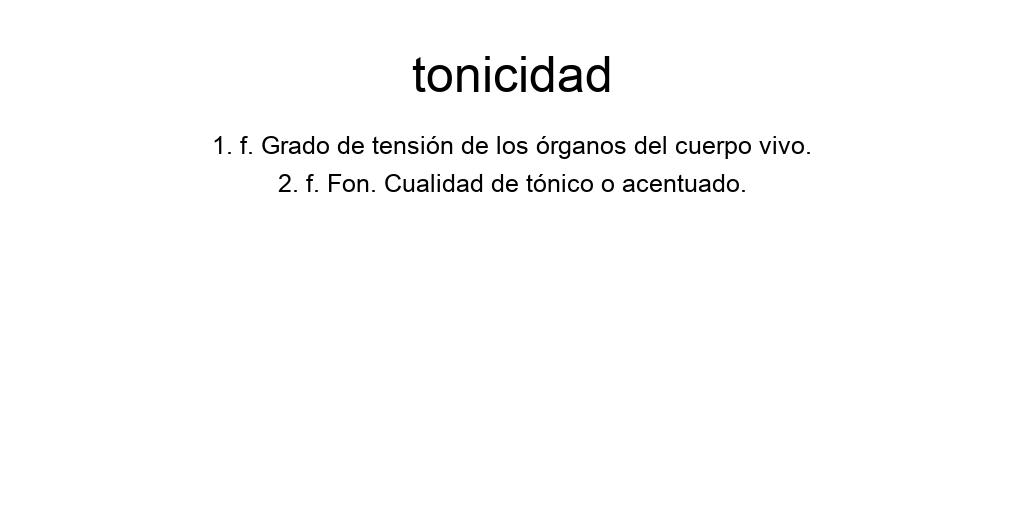 tonicidad
1. f. Grado de tensión de los órganos del cuerpo vivo.
2. f. Fon. Cualidad de tónico o acentuado.